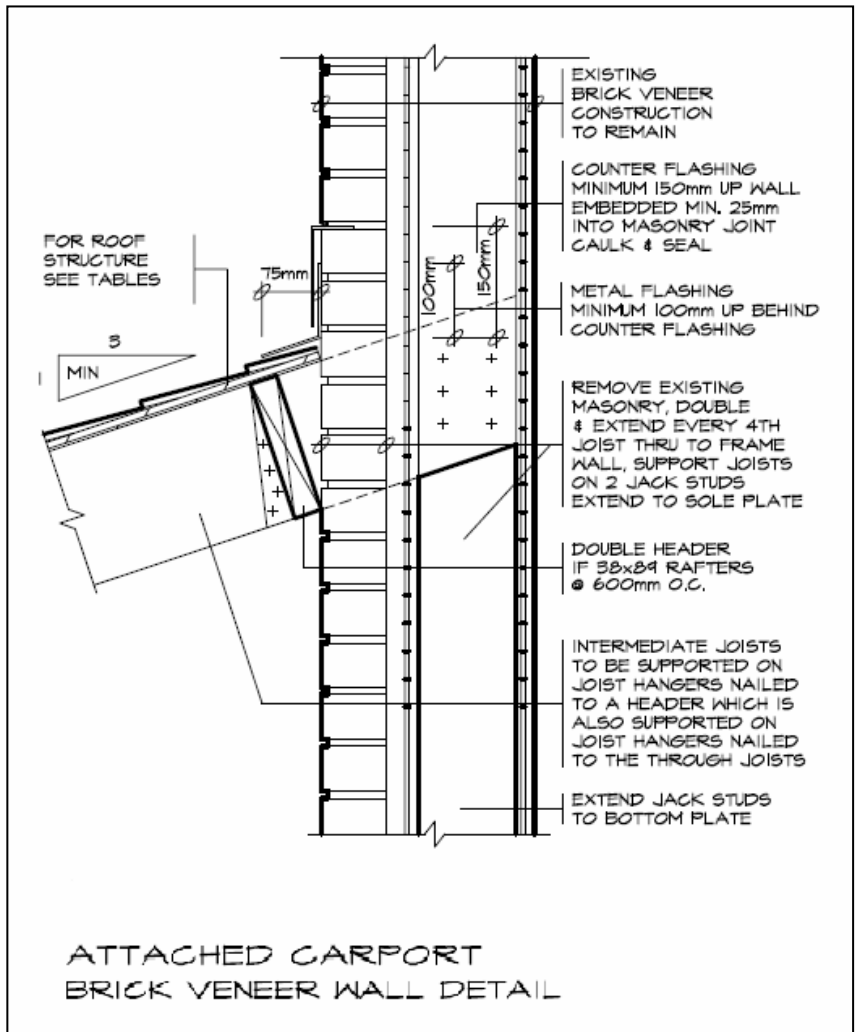 EXISTING
BRICK VENEER
CONSTRUCTION
TO REMAIN
COUNTER FLASHING
MINIMUM 150mm UP WALL
EMBEDDED MIN. 25mm
INTO MASONRY JOINT
CAULK & SEAL
FOR ROOF
STRUCTURE
SEE TABLES
75mm
100mm
150mm
METAL FLASHING
MINIMUM 100mm UP BEHIND
COUNTER FLASHING
3
1
MIN
REMOVE EXISTING
MASONRY, DOUBLE
& EXTEND EVERY 4TH
JOIST THRU TO FRAME
WALL, SUPPORT JOISTS
ON 2 JACK STUDS
EXTEND TO SOLE PLATE
DOUBLE HEADER
IF 38x89 RAFTERS
@ 600mm O.C.
INTERMEDIATE JOISTS
TO BE SUPPORTED ON
JOIST HANGERS NAILED
TO A HEADER WHICH IS
ALSO SUPPORTED ON
JOIST HANGERS NAILED
TO THE THROUGH JOISTS
EXTEND JACK STUDS
TO BOTTOM PLATE
ATTACHED CARPORT
BRICK VENEER WALL DETAIL